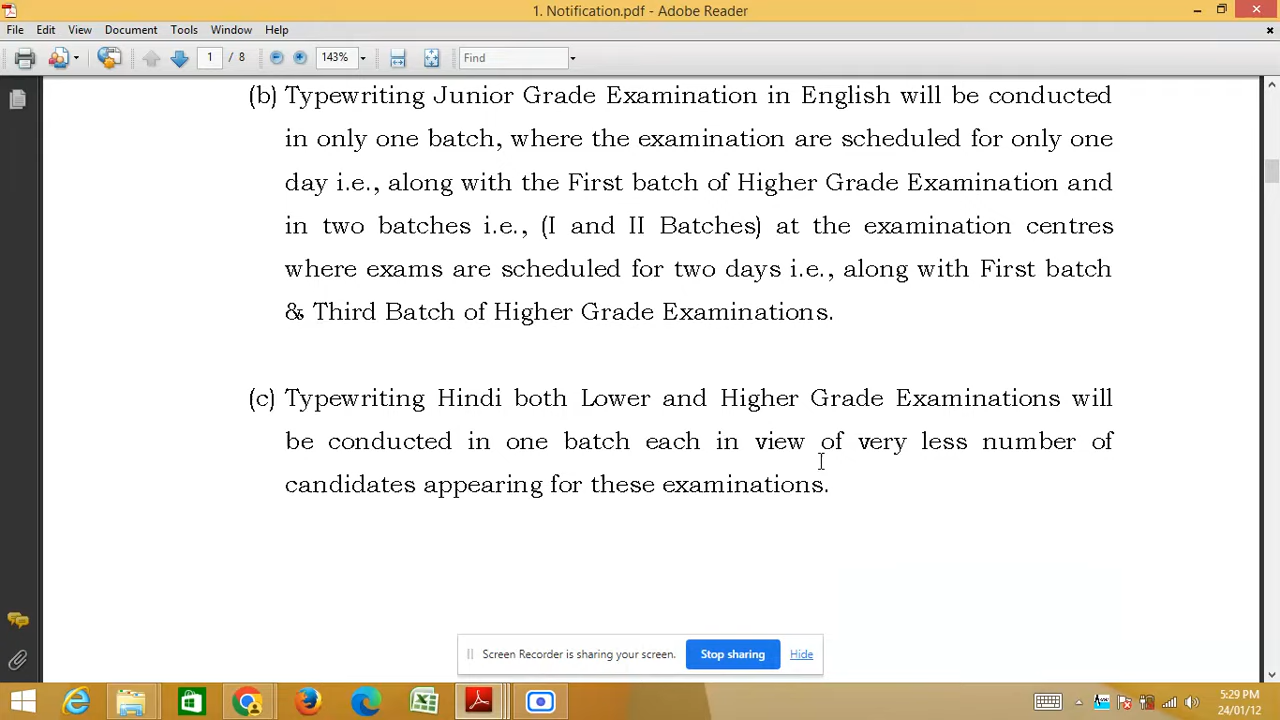 1. Notification.pdf - Adobe Reader
File Edit View Document Tools Window Help
1 / 8 143% Find
(b) Typewriting Junior Grade Examination in English will be conducted
in only one batch, where the examination are scheduled for only one
day i.e., along with the First batch of Higher Grade Examination and
in two batches i.e., (I and II Batches) at the examination centres
where exams are scheduled for two days i.e., along with First batch
& Third Batch of Higher Grade Examinations.
(c) Typewriting Hindi both Lower and Higher Grade Examinations will
be conducted in one batch each in view of very less number of
candidates appearing for these examinations.
Screen Recorder is sharing your screen. Stop sharing Hide
5:29 PM
24/01/12